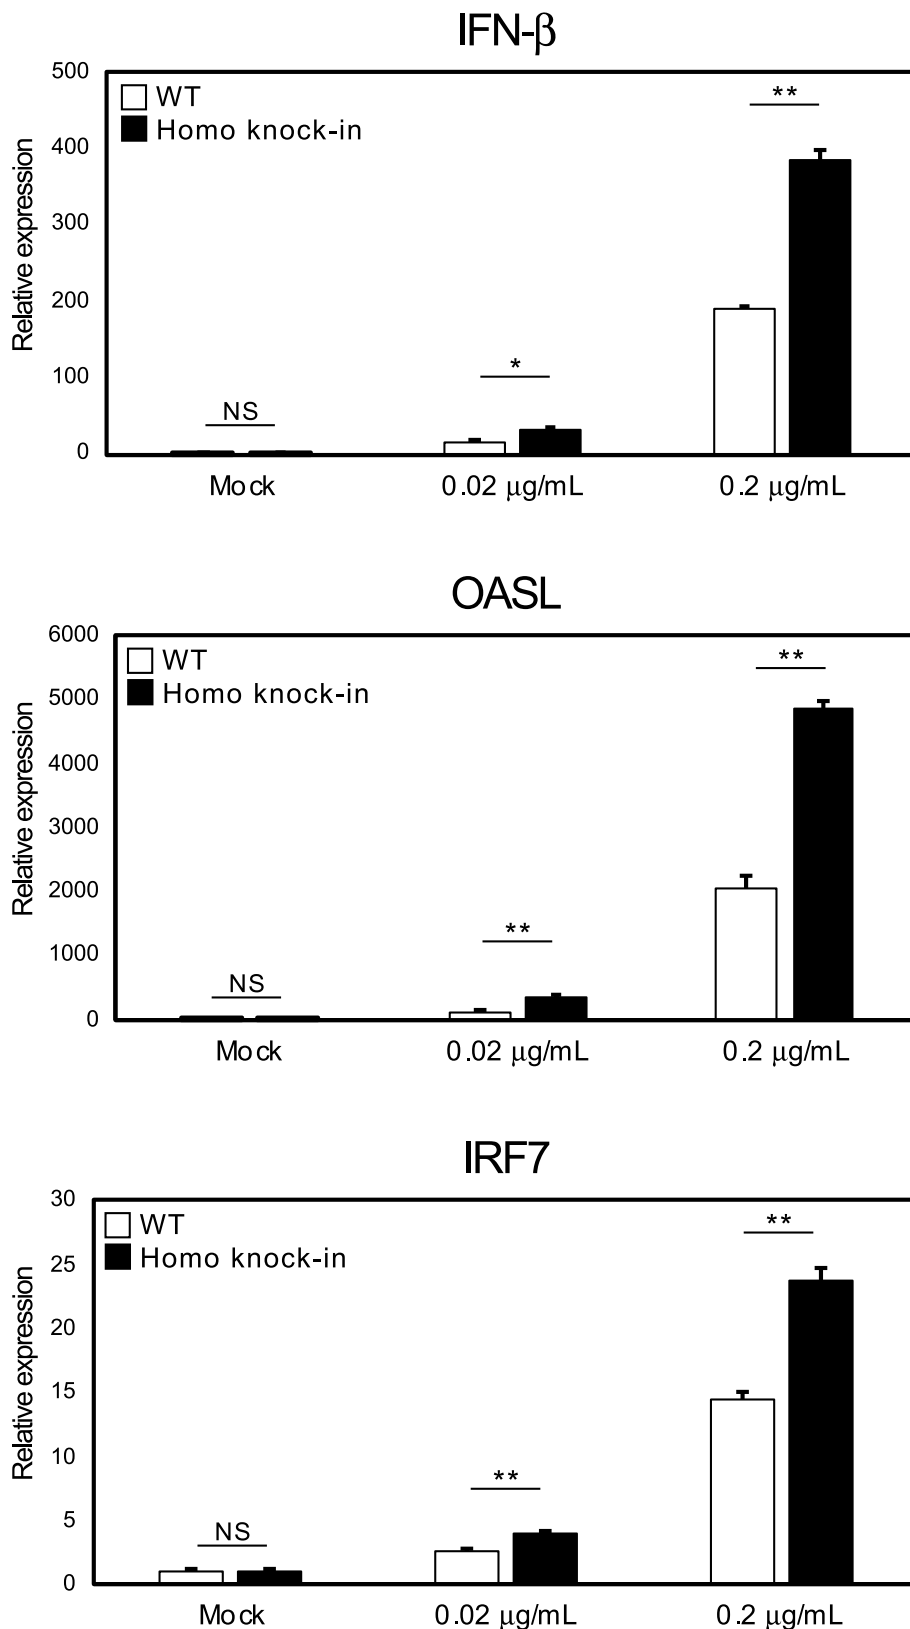 IFN-β
500
WT
**
Homo knock-in
400
300
Relative expression
200
100
*
NS
0
Mock 0.02 μg/mL 0.2 μg/mL
OASL
6000
WT
**
Homo knock-in
5000
4000
3000
Relative expression
2000
1000
**
NS
0
Mock 0.02 μg/mL 0.2 μg/mL
IRF7
30
WT
**
Homo knock-in
25
20
Relative expression
15
10
**
5
NS
0
Mock 0.02 μg/mL 0.2 μg/mL